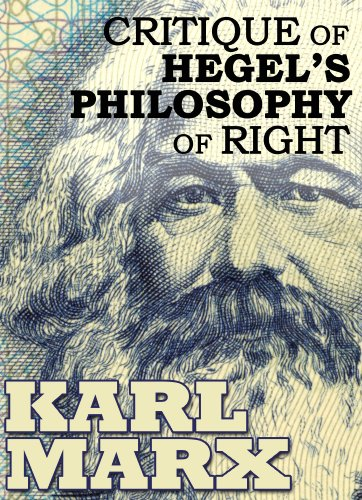 CRITIQUE OF
HEGEL'S
PHILOSOPHY
OF RIGHT
KARL
MARX